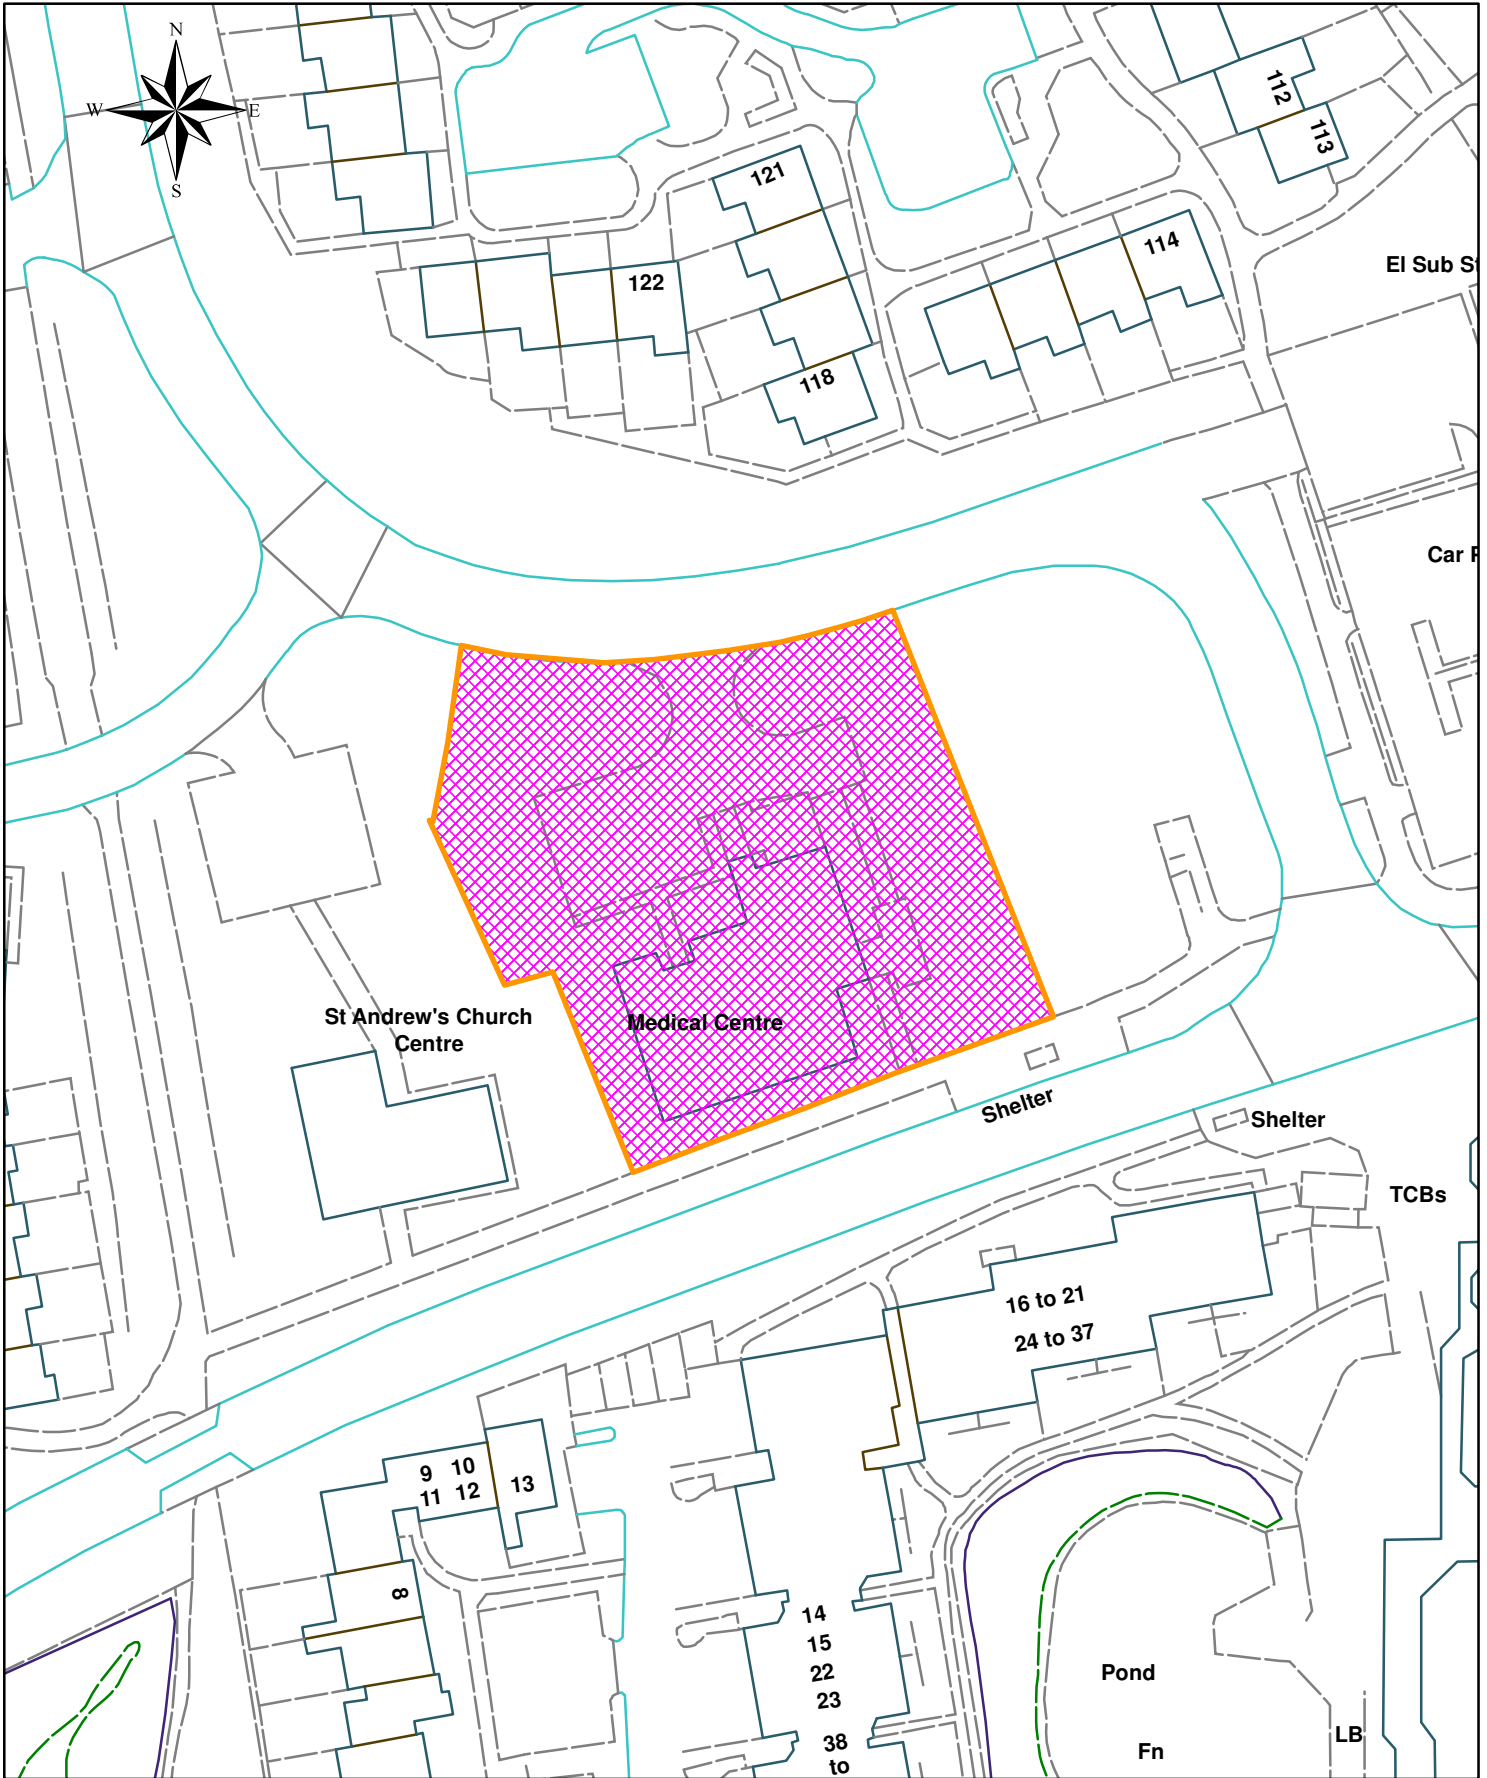 N
W E
S
121
112
113
114
122
118
El Sub
Car
St Andrew's Church
Centre
Medical Centre
Shelter
Shelter
TCBs
16 to 21
24 to 37
9 10
11 12
13
8
14
15
22
23
38
to
Pond
Fn
LB